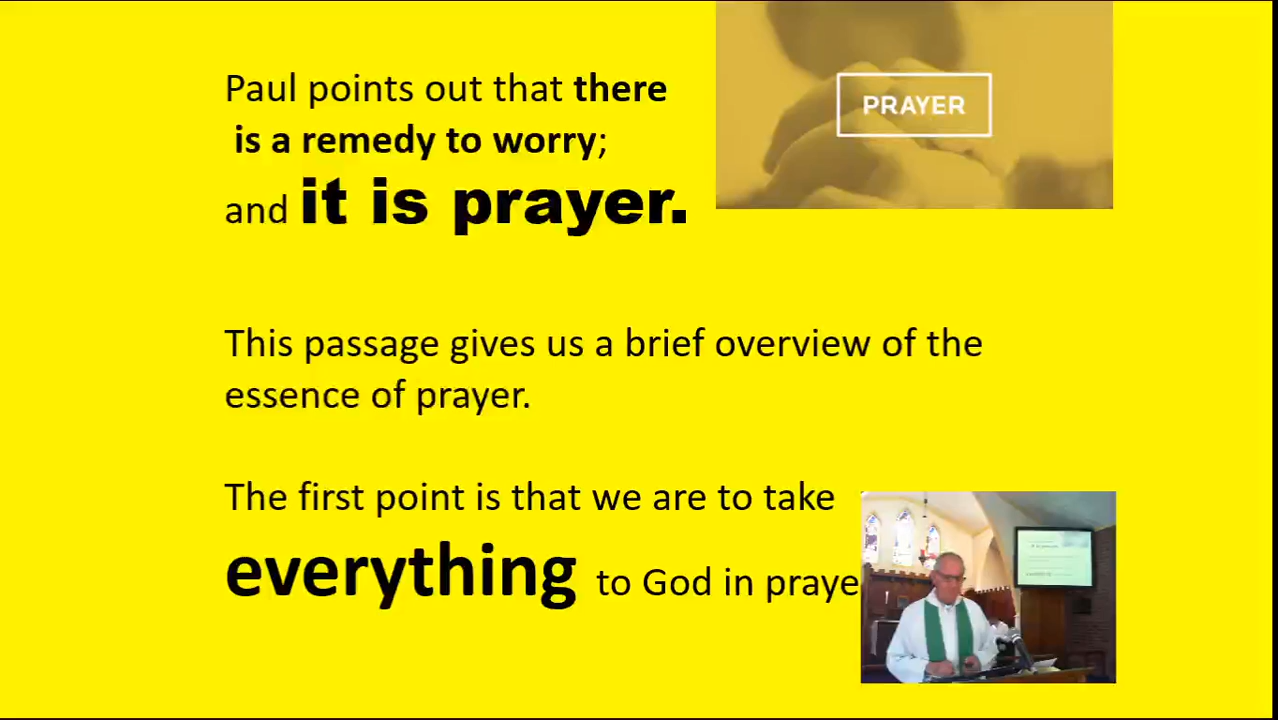 Paul points out that there
is a remedy to worry;
and it is prayer.
PRAYER
This passage gives us a brief overview of the
essence of prayer.
The first point is that we are to take
everything to God in praye